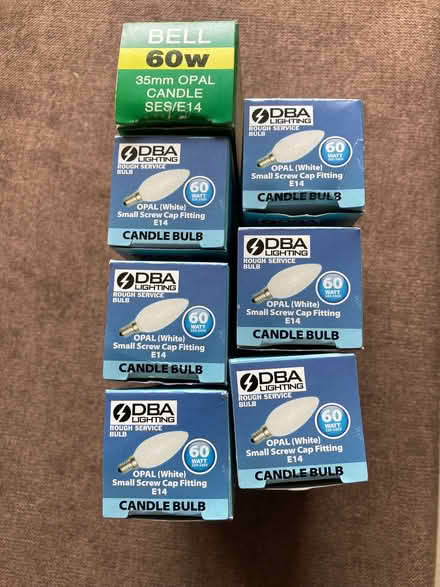 BELL
60w
35mm OPAL
CANDLE
SES/E14
DBA
LIGHTING
ROUGH SERVICE
BULB
60
WATT
OPAL (White)
Small Screw Cap Fitting
E14
CANDLE BULB
DBA
LIGHTING
60
WATT
OPAL (White)
Small Screw Cap Fitting
E14
CANDLE BULB
DBA
LIGHTING
ROUGH SERVICE
BULB
60
WATT
OPAL (White)
Small Screw Cap Fitting
E14
CANDLE BULB
DBA
LIGHTING
ROUGH SERVICE
BULB
60
WATT
OPAL (White)
Small Screw Cap Fitting
E14
CANDLE BULB
DBA
LIGHTING
ROUGH SERVICE
BULB
60
WATT
OPAL (White)
Small Screw Cap Fitting
E14
CANDLE BULB
DBA
LIGHTING
ROUGH SERVICE
BULB
60
WATT
OPAL (White)
Small Screw Cap Fitting
E14
CANDLE BULB